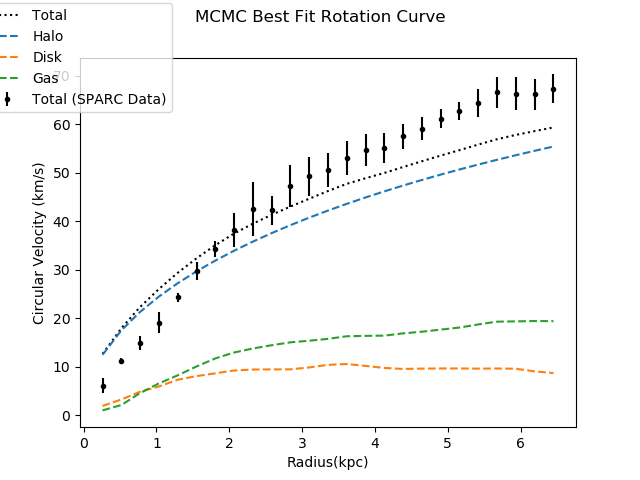 MCMC Best Fit Rotation Curve
Total
Halo
Disk
Gas
Total (SPARC Data)
70
60
50
40
30
20
10
0
Circular Velocity (km/s)
0 1 2 3 4 5 6
Radius(kpc)